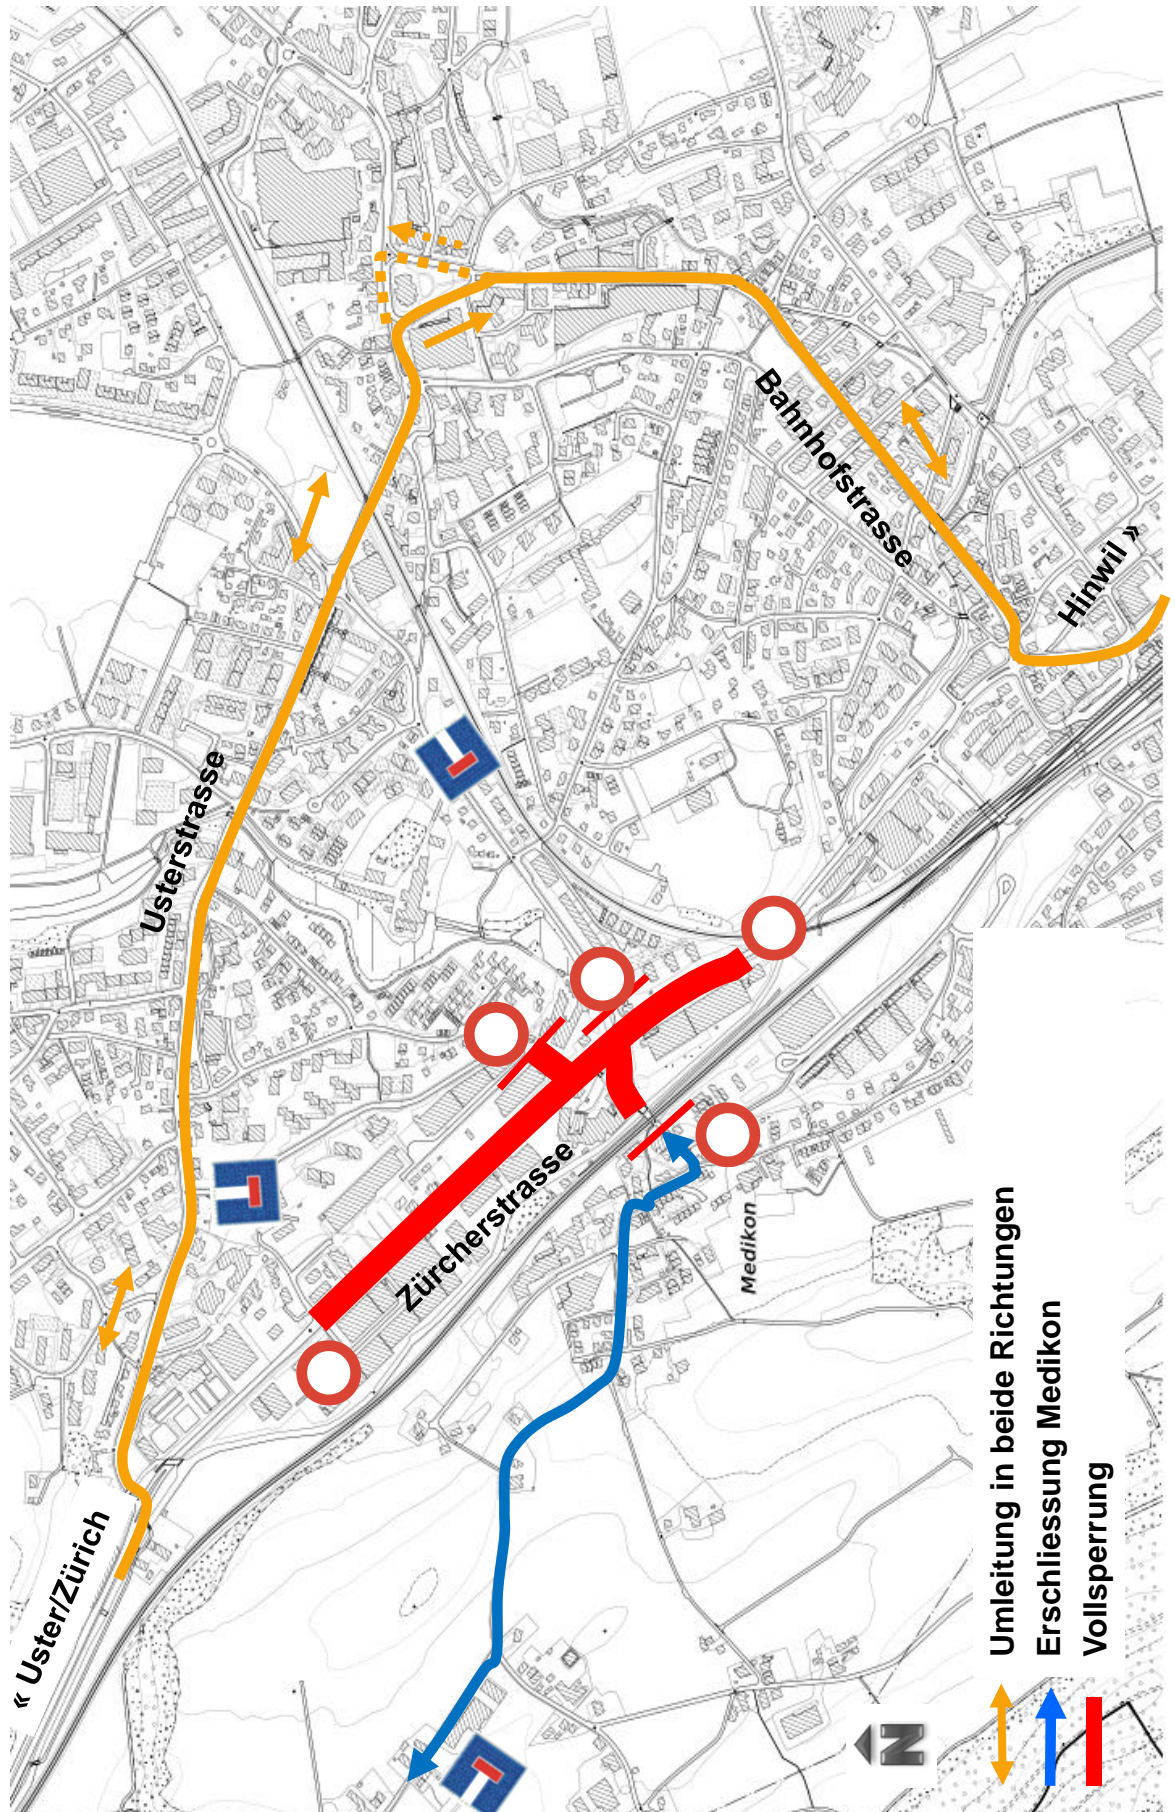 « Uster/Zürich
Usterstrasse
Zürcherstrasse
Medikon
Bahnhofstrasse
Hinwil »
N
Umleitung in beide Richtungen
Erschliessung Medikon
Vollsperrung